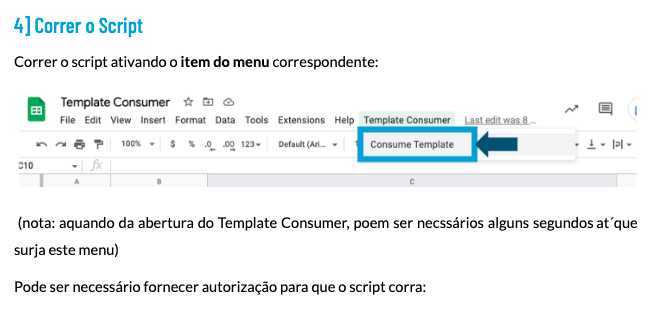 4] Correr o Script
Correr o script ativando o item do menu correspondente:
Template Consumer
File Edit View Insert Format Data Tools Extensions Help Template Consumer Last edit was 8 ...
100% $ % .0 .00 123 Default (Ari...
Consume Template
C10 fx
A B C
(nota: aquando da abertura do Template Consumer, poem ser necssários alguns segundos at´que
surja este menu)
Pode ser necessário fornecer autorização para que o script corra: